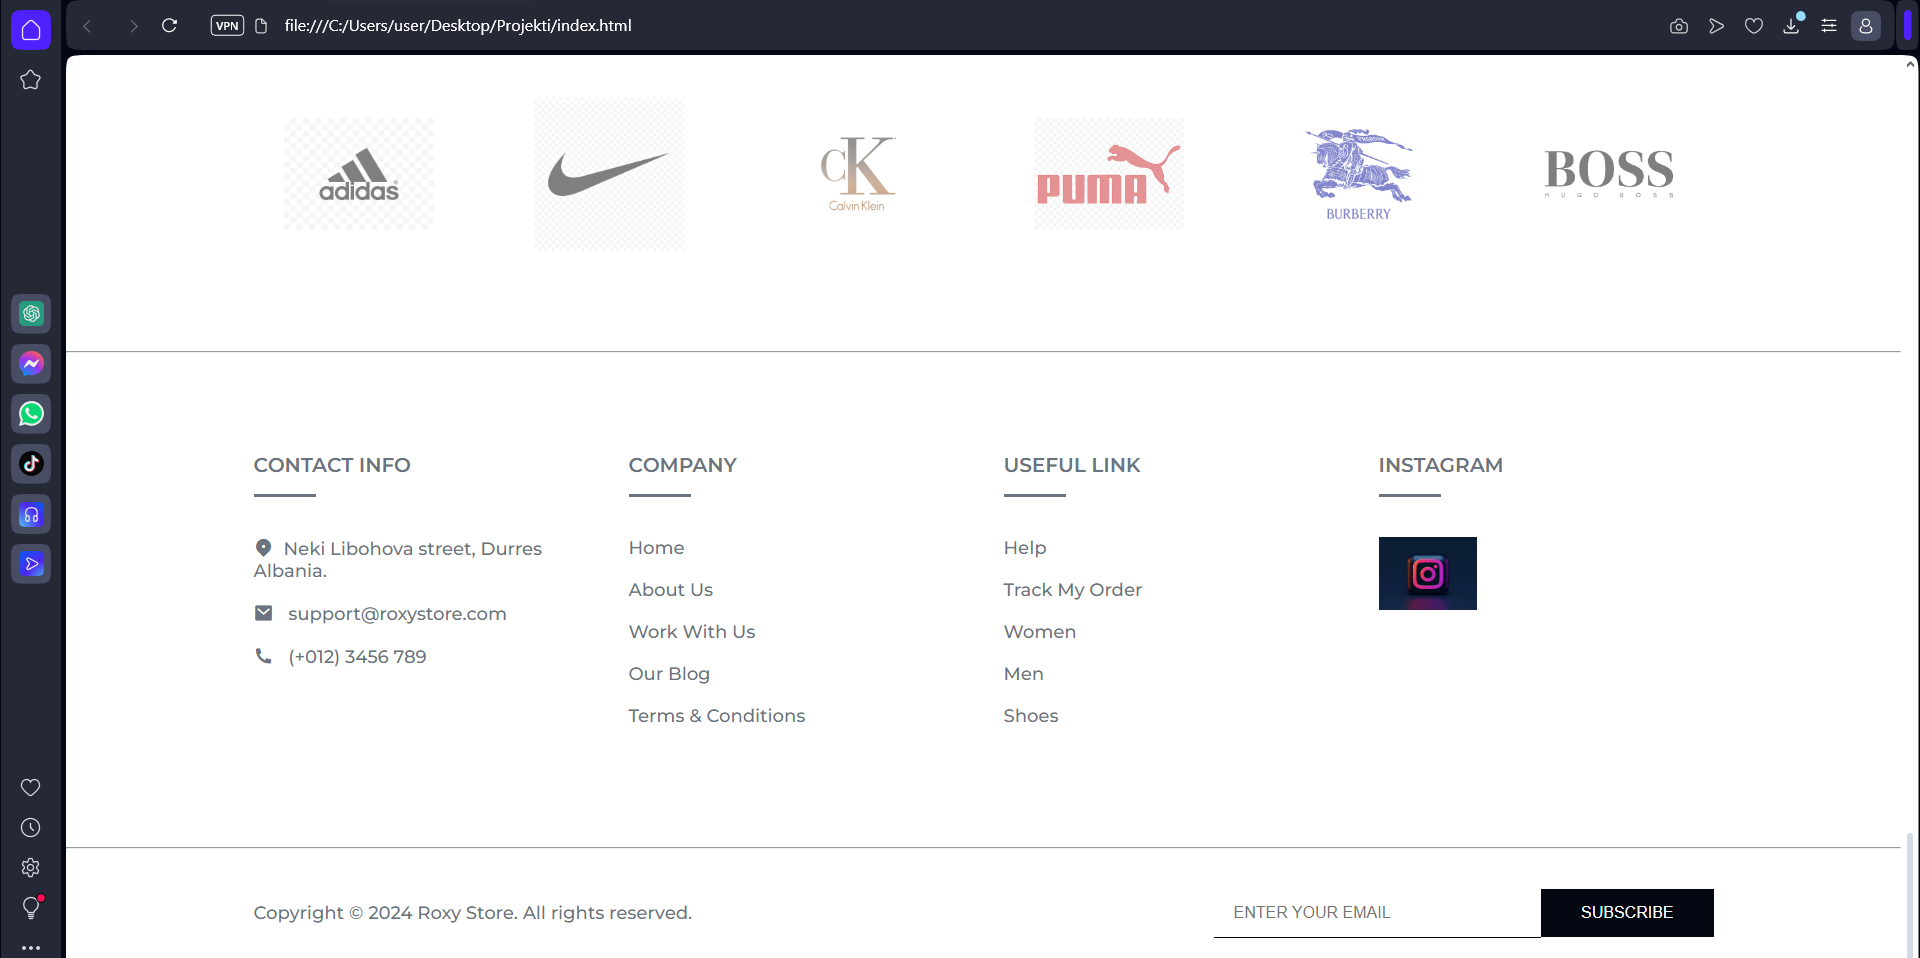 VPN
file:///C:/Users/user/Desktop/Projekti/index.html
adidas
CK
Calvin Klein
PUMA
BURBERRY
BOSS
HUGO BOSS
CONTACT INFO
Neki Libohova street, Durres
Albania.
support@roxystore.com
(+012) 3456 789
COMPANY
Home
About Us
Work With Us
Our Blog
Terms & Conditions
USEFUL LINK
Help
Track My Order
Women
Men
Shoes
INSTAGRAM
Copyright © 2024 Roxy Store. All rights reserved.
ENTER YOUR EMAIL
SUBSCRIBE